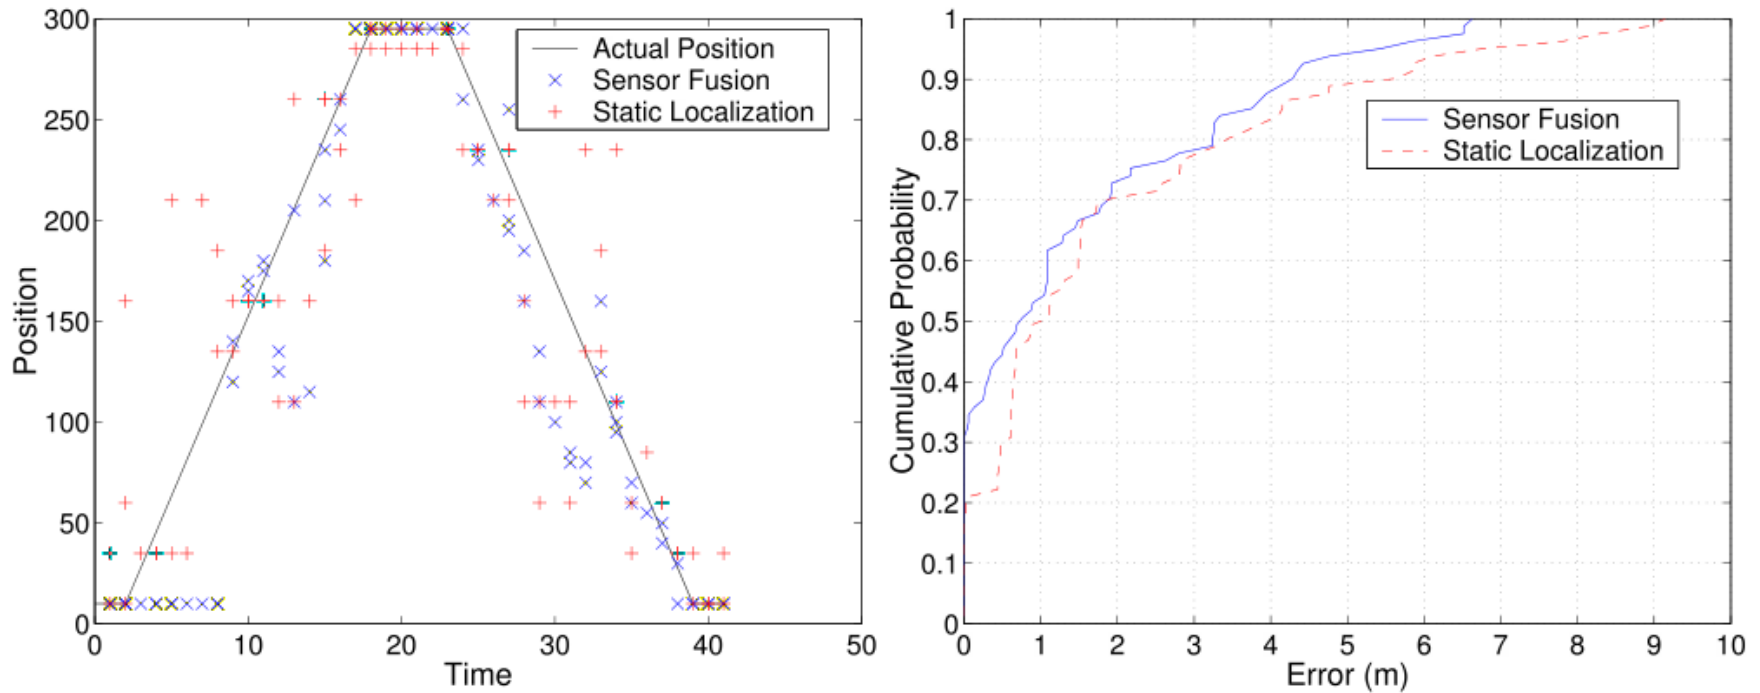 300
250
200
150
100
50
0
Position
Actual Position
Sensor Fusion
Static Localization
0 10 20 30 40 50
Time
1
0.9
0.8
0.7
0.6
0.5
0.4
0.3
0.2
0.1
0
Cumulative Probability
Sensor Fusion
Static Localization
0 1 2 3 4 5 6 7 8 9 10
Error (m)